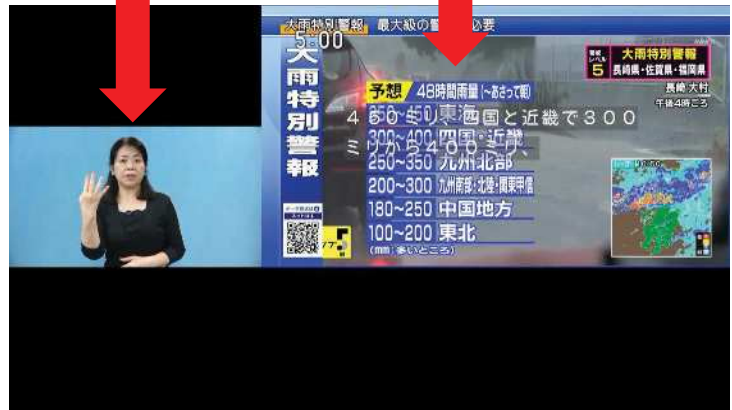 大雨特別警報 最大級の警
必要
5:00
大雨特別警報
警戒レベル5 大雨特別警報
長崎県・佐賀県・福岡県
長崎 大村
午後4時ごろ
予想 48時間雨量(~あさって朝)
350~450 東海
460ミリ、四国と近畿で300
300~400 四国・近畿
ミリから400ミリ、
250~350 九州北部
200~300 九州南部・北陸・関東甲信
180~250 中国地方
100~200 東北
(mm:多いところ)